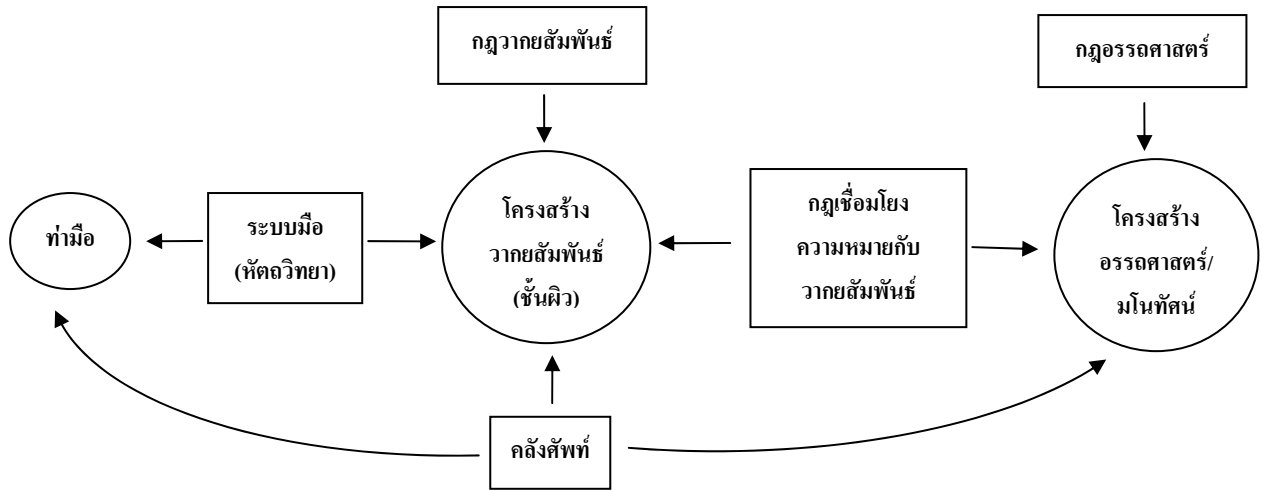 กฎวากยสัมพันธ์
กฎอรรถศาสตร์
ท่ามือ
ระบบมือ
(หัตถวิทยา)
โครงสร้าง
วากยสัมพันธ์
(ชั้นผิว)
กฎเชื่อมโยง
ความหมายกับ
วากยสัมพันธ์
โครงสร้าง
อรรถศาสตร์/
มโนทัศน์
คลังศัพท์